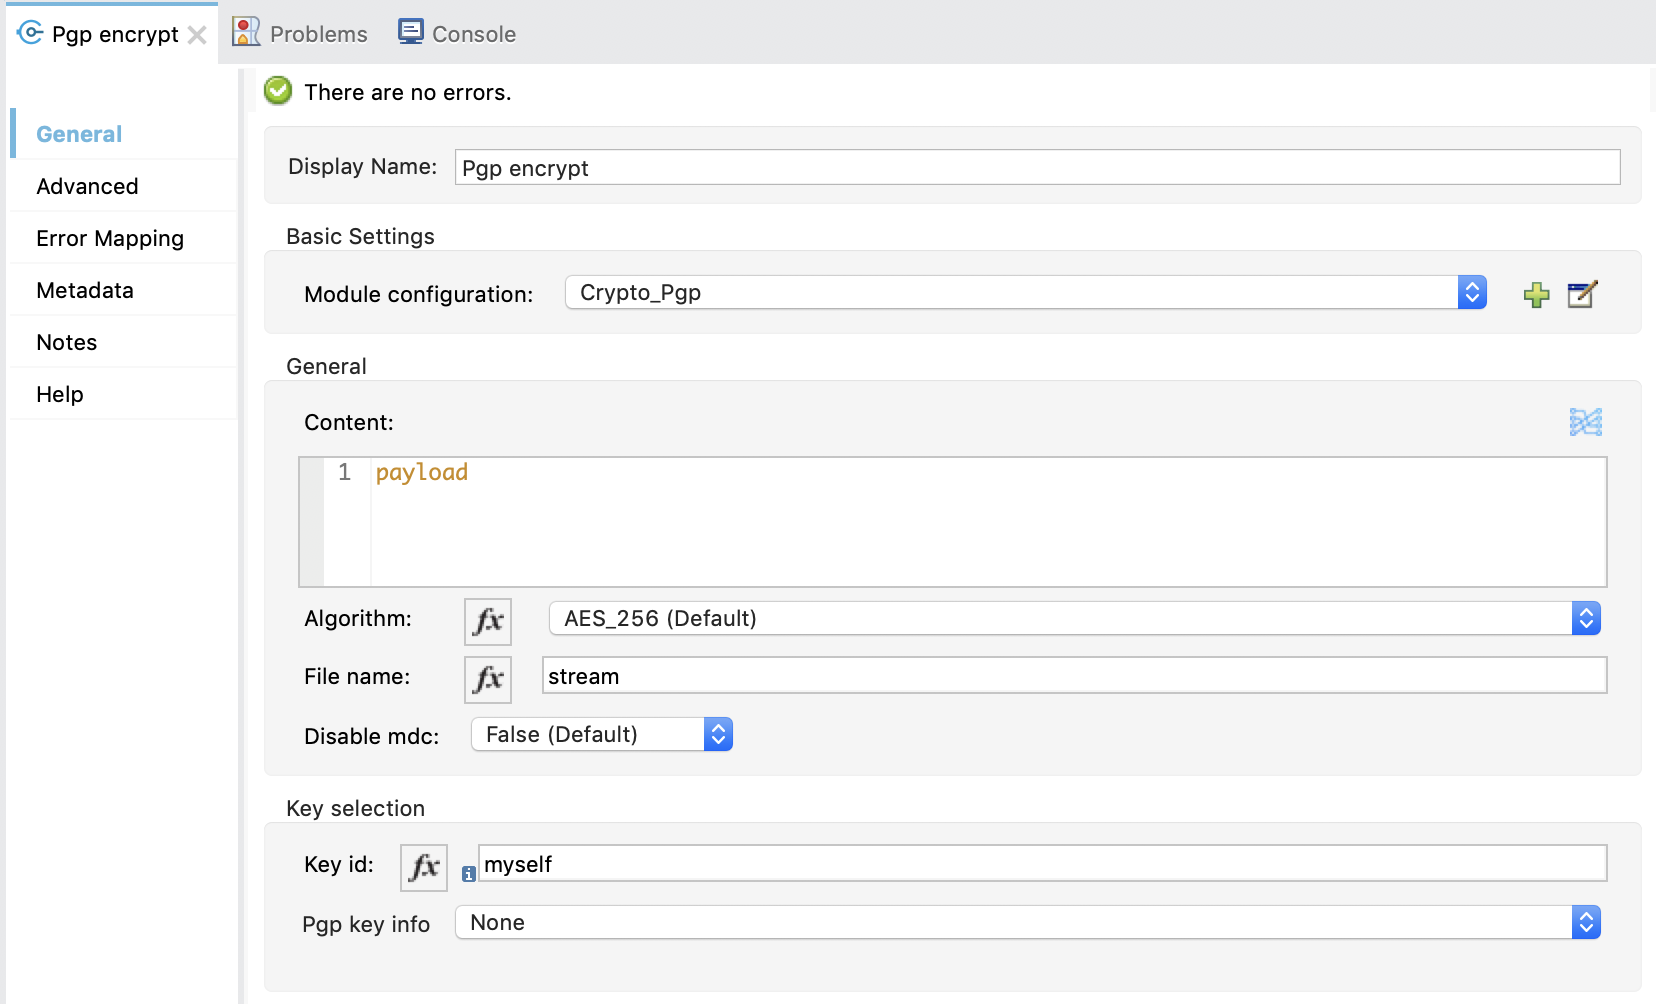 Pgp encrypt
Problems
Console
General
Advanced
Error Mapping
Metadata
Notes
Help
There are no errors.
Display Name: Pgp encrypt
Basic Settings
Module configuration: Crypto_Pgp
General
Content:
1 payload
Algorithm: fx AES_256 (Default)
File name: fx stream
Disable mdc: False (Default)
Key selection
Key id: fx i myself
Pgp key info None